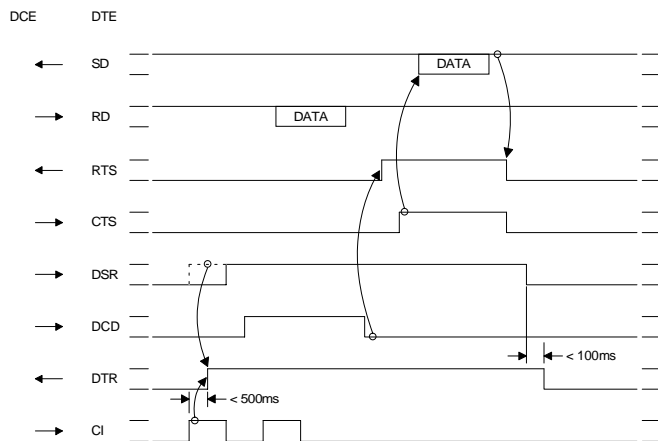 DCE DTE
SD DATA
RD DATA
RTS
CTS
DSR
DCD
< 100ms
DTR
< 500ms
CI